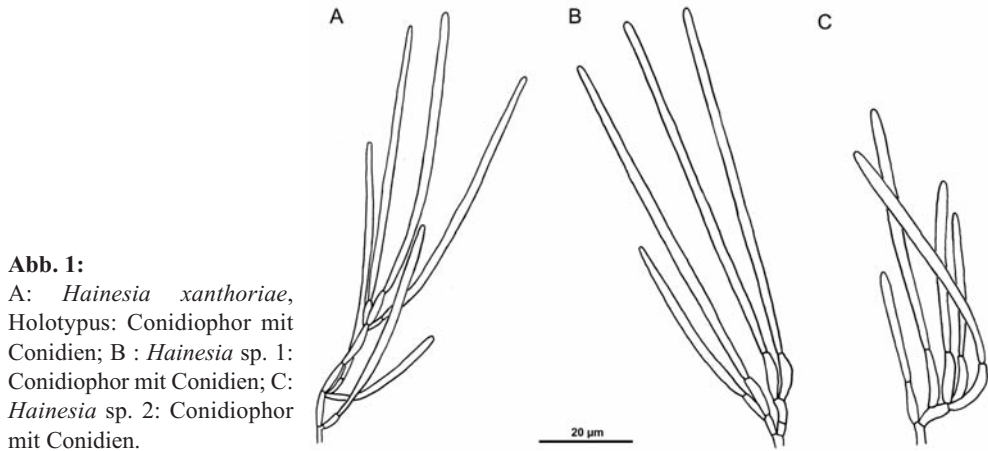 A
B
C
Abb. 1:
A: Hainesia xanthoriae,
Holotypus: Conidiophor mit
Conidien; B : Hainesia sp. 1:
Conidiophor mit Conidien; C:
Hainesia sp. 2: Conidiophor
mit Conidien.
20 µm